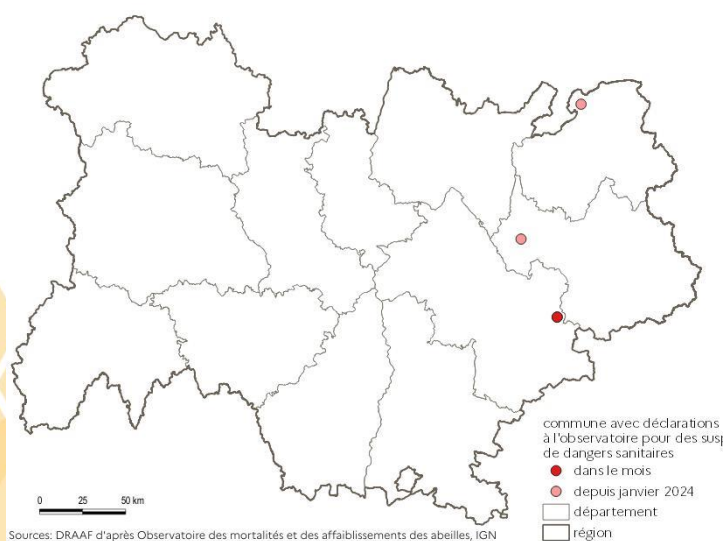 commune avec déclarations
à l'observatoire pour des
de dangers sanitaires
dans le mois
depuis janvier 2024
département
région
0 25 50 km
Sources: DRAAF d'après Observatoire des mortalités et des affaiblissements des abeilles, IGN